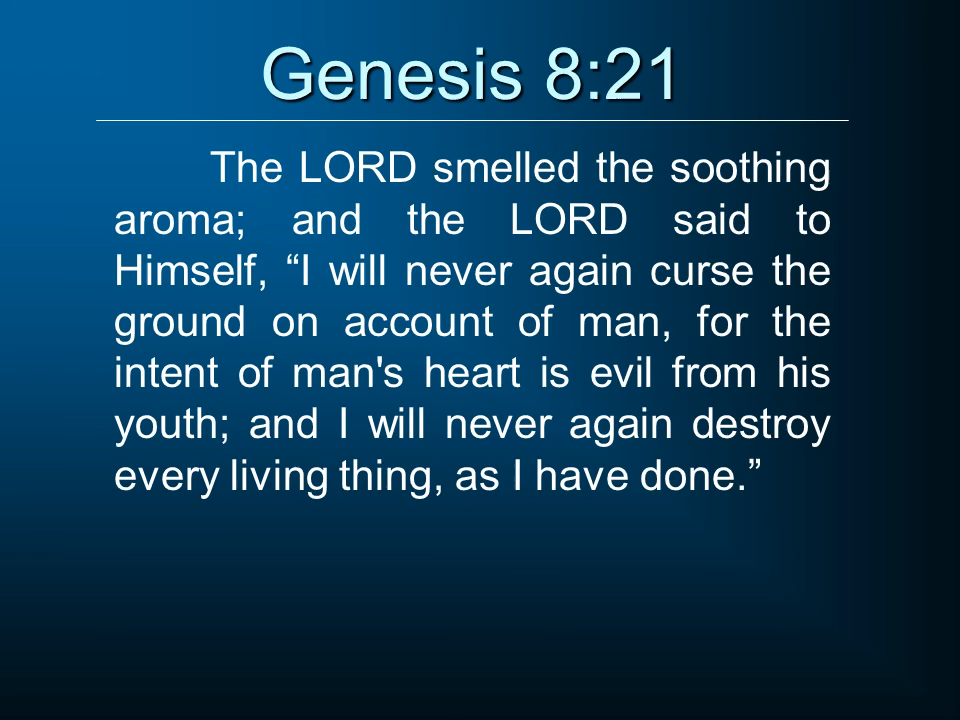 Genesis 8:21
The LORD smelled the soothing
aroma; and the LORD said to
Himself, “I will never again curse the
ground on account of man, for the
intent of man's heart is evil from his
youth; and I will never again destroy
every living thing, as I have done.”